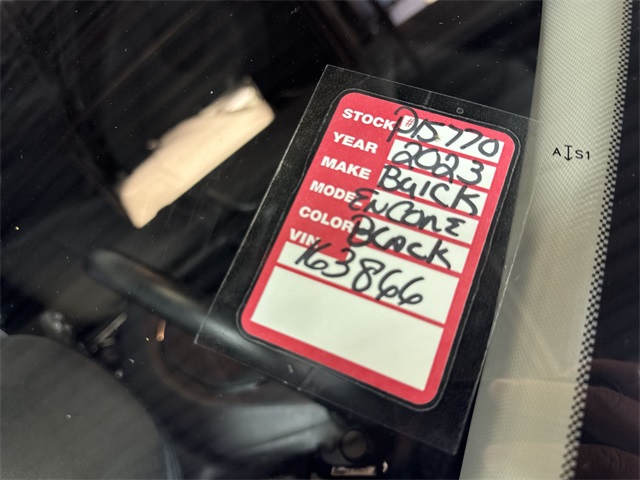 STOCK# P15770
YEAR 2023
MAKE BUICK
MODEL ENCORE
COLOR BLACK
VIN
163866
A↓S1